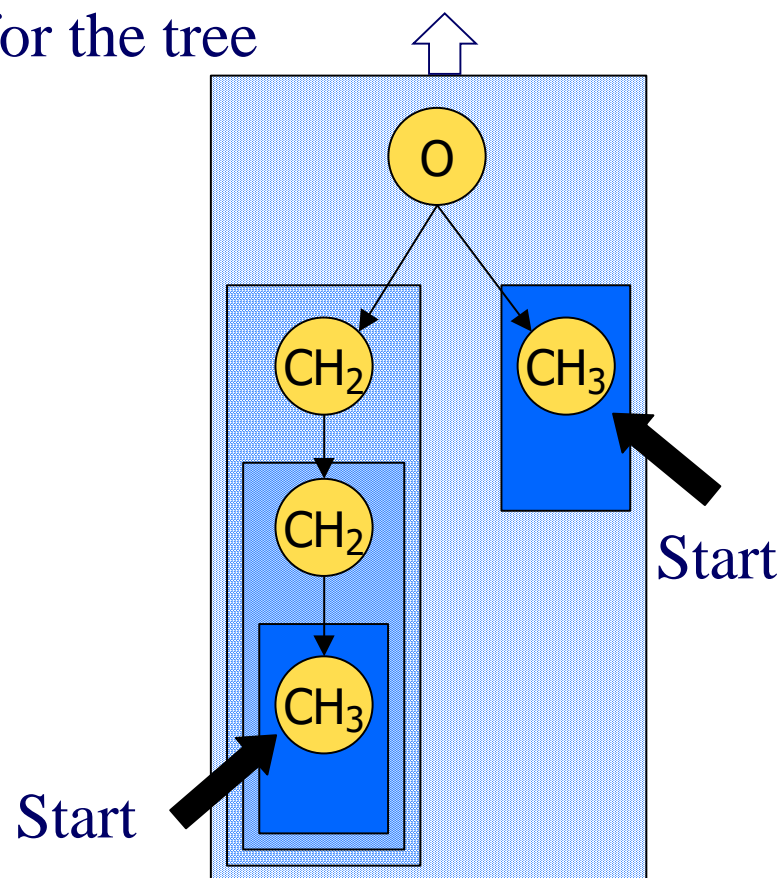 for the tree
O
CH₂ CH₃
CH₂
Start
CH₃
Start